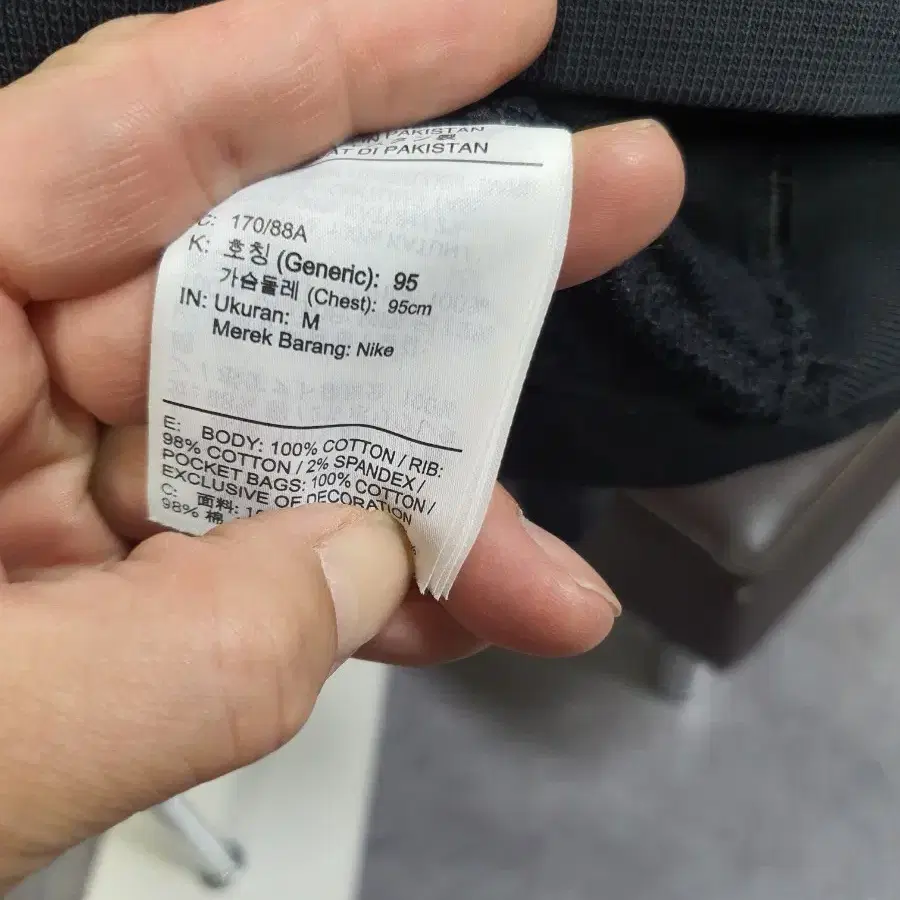 PAKISTAN
DI PAKISTAN
C: 170/88A
K: 호칭 (Generic): 95
가슴둘레 (Chest): 95cm
IN: Ukuran: M
Merek Barang: Nike
E: BODY: 100% COTTON / RIB:
98% COTTON / 2% SPANDEX /
POCKET BAGS: 100% COTTON /
EXCLUSIVE OF DECORATION
C: 面料:
98% 棉